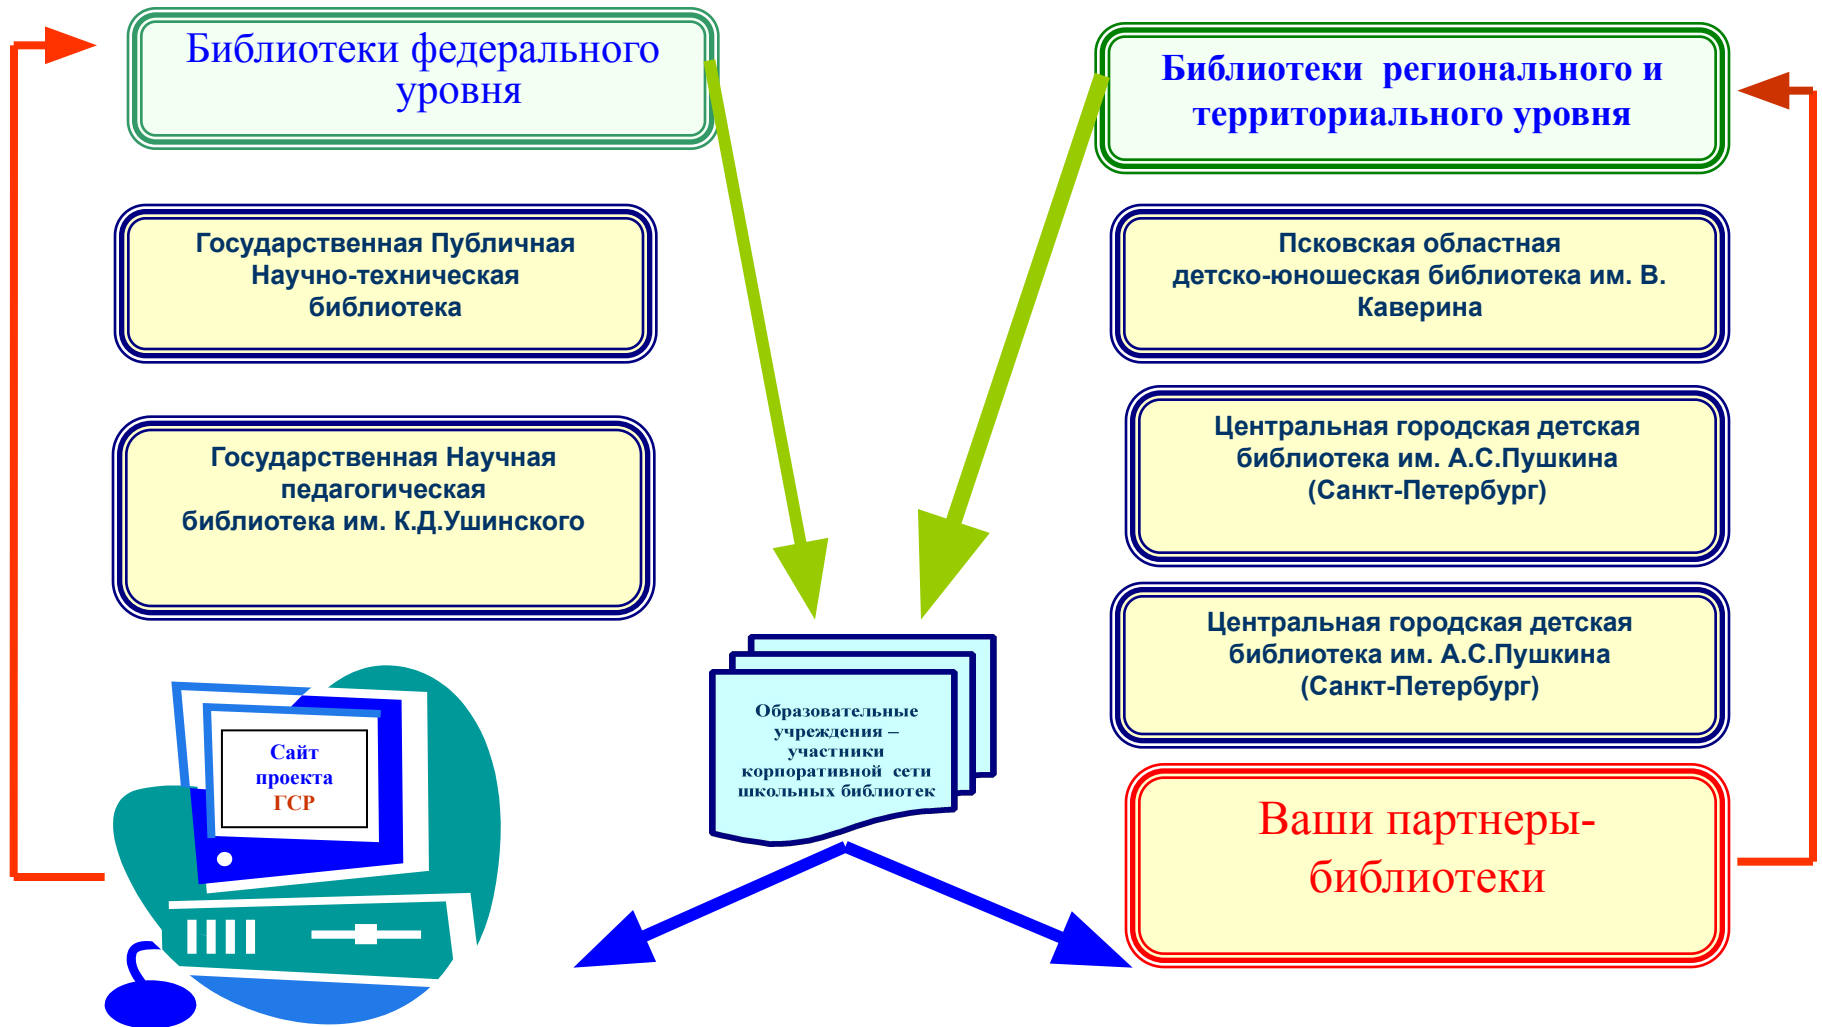 Библиотеки федерального
уровня
Государственная Публичная
Научно-техническая
библиотека
Государственная Научная
педагогическая
библиотека им. К.Д.Ушинского
Сайт
проекта
ГСР
Образовательные
учреждения –
участники
корпоративной сети
школьных библиотек
Библиотеки регионального и
территориального уровня
Псковская областная
детско-юношеская библиотека им. В.
Каверина
Центральная городская детская
библиотека им. А.С.Пушкина
(Санкт-Петербург)
Центральная городская детская
библиотека им. А.С.Пушкина
(Санкт-Петербург)
Ваши партнеры-
библиотеки